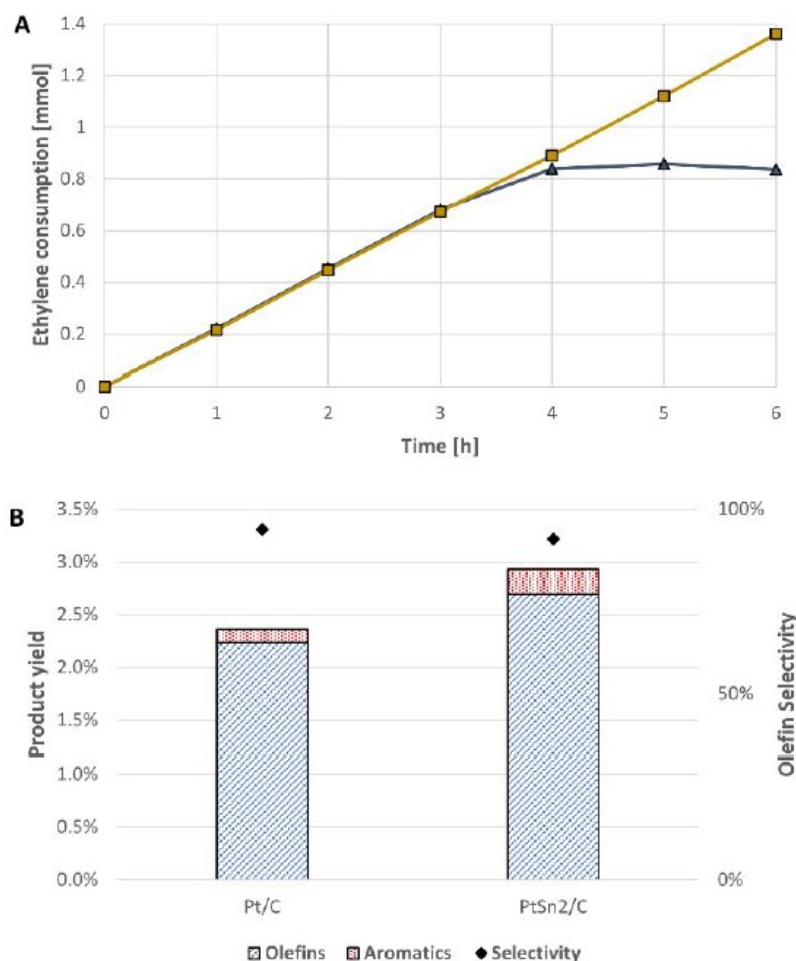 A
Ethylene consumption [mmol]
1.4
1.2
1
0.8
0.6
0.4
0.2
0
0 1 2 3 4 5 6
Time [h]
B
Product yield
3.5%
3.0%
2.5%
2.0%
1.5%
1.0%
0.5%
0.0%
100%
50%
0%
Olefin Selectivity
Pt/C PtSn2/C
Olefins Aromatics Selectivity